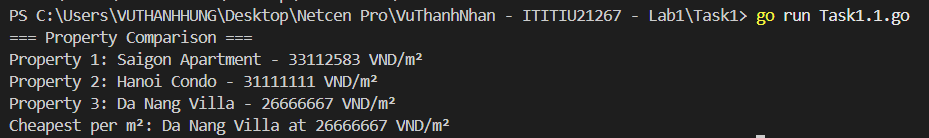 PS C:\Users\VUTHANHHUNG\Desktop\Netcen Pro\VuThanhNhan - ITITIU21267 - Lab1\Task1> go run Task1.1.go
=== Property Comparison ===
Property 1: Saigon Apartment - 33112583 VND/m²
Property 2: Hanoi Condo - 31111111 VND/m²
Property 3: Da Nang Villa - 26666667 VND/m²
Cheapest per m²: Da Nang Villa at 26666667 VND/m²